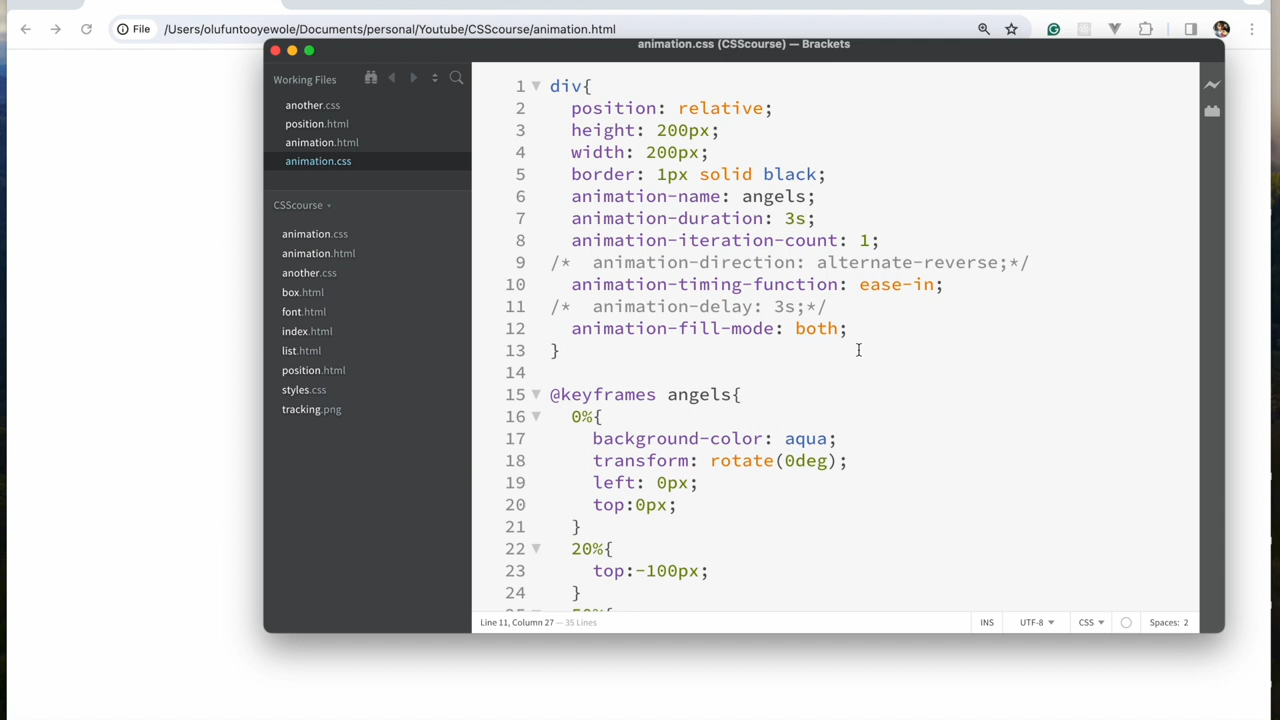 File
/Users/olufuntooyewole/Documents/personal/Youtube/CSScourse/animation.html
animation.css (CSScourse) — Brackets
Working Files
another.css
position.html
animation.html
animation.css
CSScourse
animation.css
animation.html
another.css
box.html
font.html
index.html
list.html
position.html
styles.css
tracking.png
1 div{
2 position: relative;
3 height: 200px;
4 width: 200px;
5 border: 1px solid black;
6 animation-name: angels;
7 animation-duration: 3s;
8 animation-iteration-count: 1;
9 /* animation-direction: alternate-reverse;*/
10 animation-timing-function: ease-in;
11 /* animation-delay: 3s;*/
12 animation-fill-mode: both;
13 }
14
15 @keyframes angels{
16 0%{
17 background-color: aqua;
18 transform: rotate(0deg);
19 left: 0px;
20 top:0px;
21 }
22 20%{
23 top:-100px;
24 }
25 50%{
Line 11, Column 27 — 35 Lines
INS
UTF-8
CSS
Spaces: 2